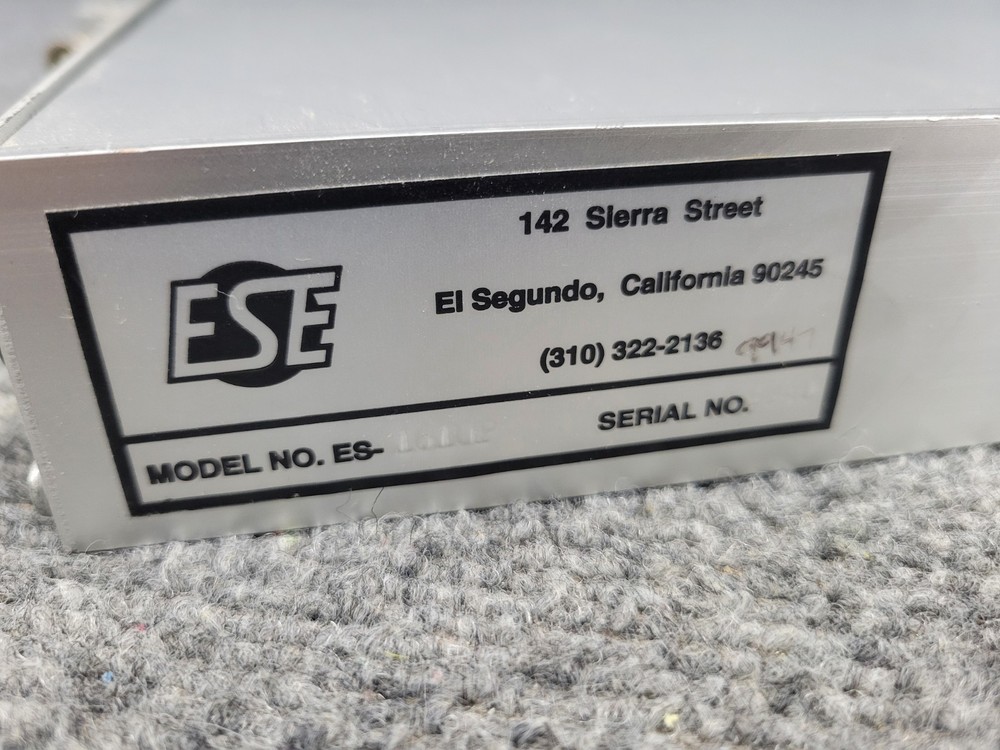 ESE
142 Sierra Street
El Segundo, California 90245
(310) 322-2136
MODEL NO. ES-
SERIAL NO.